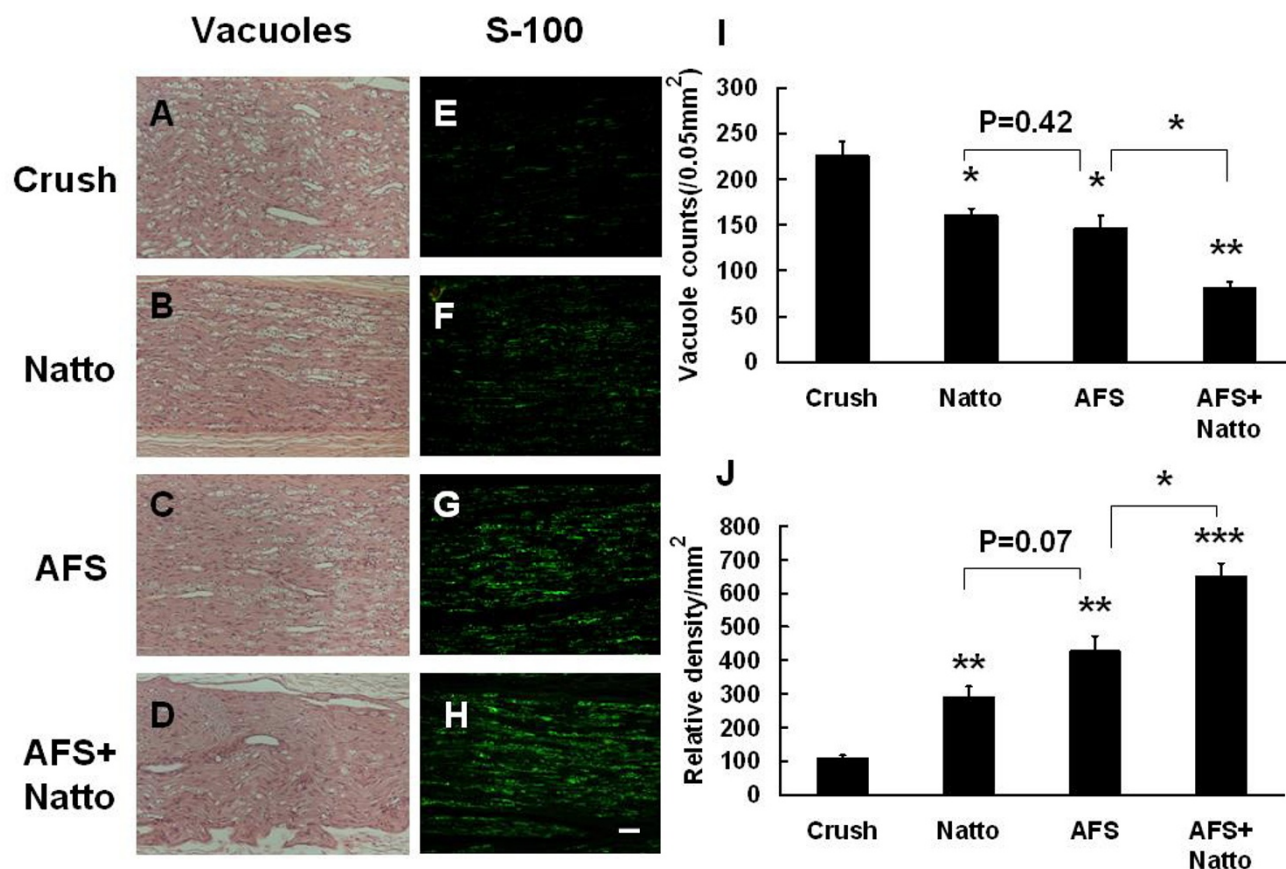 Vacuoles
S-100
A
E
Crush
B
F
Natto
C
G
AFS
D
H
AFS+
Natto
I
Vacuole counts(/0.05mm²)
300
250
200
150
100
50
0
P=0.42
*
*
*
**
Crush
Natto
AFS
AFS+
Natto
J
Relative density/mm²
800
700
600
500
400
300
200
100
0
P=0.07
*
**
**
***
Crush
Natto
AFS
AFS+
Natto